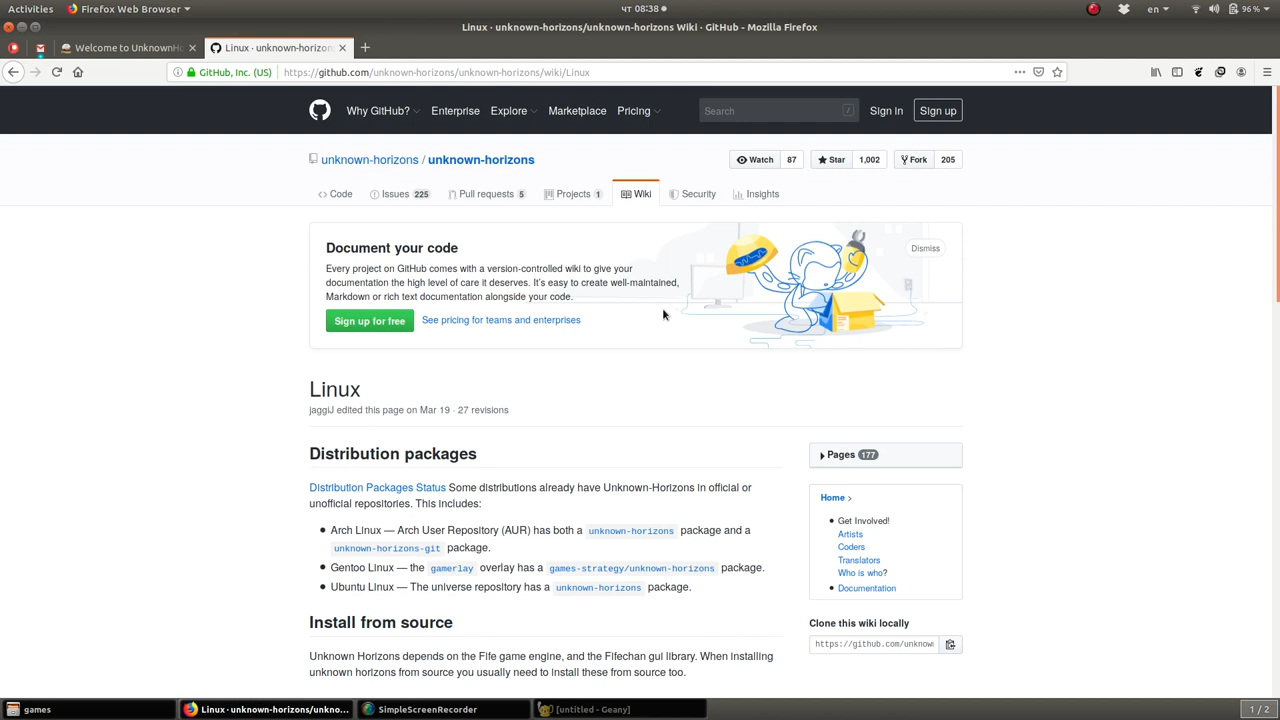 Activities
Firefox Web Browser
чт 08:38
en
96%
Linux · unknown-horizons/unknown-horizons Wiki · GitHub - Mozilla Firefox
Welcome to UnknownHo
Linux · unknown-horizon
GitHub, Inc. (US)
https://github.com/unknown-horizons/unknown-horizons/wiki/Linux
Why GitHub?
Enterprise
Explore
Marketplace
Pricing
Search
/
Sign in
Sign up
unknown-horizons / unknown-horizons
Watch 87
Star 1,002
Fork 205
Code
Issues 225
Pull requests 5
Projects 1
Wiki
Security
Insights
Document your code
Dismiss
Every project on GitHub comes with a version-controlled wiki to give your
documentation the high level of care it deserves. It's easy to create well-maintained,
Markdown or rich text documentation alongside your code.
Sign up for free
See pricing for teams and enterprises
Linux
jaggiJ edited this page on Mar 19 · 27 revisions
Distribution packages
Distribution Packages Status Some distributions already have Unknown-Horizons in official or
unofficial repositories. This includes:
Arch Linux — Arch User Repository (AUR) has both a unknown-horizons package and a
unknown-horizons-git package.
Gentoo Linux — the gamerlay overlay has a games-strategy/unknown-horizons package.
Ubuntu Linux — The universe repository has a unknown-horizons package.
Install from source
Unknown Horizons depends on the Fife game engine, and the Fifechan gui library. When installing
unknown horizons from source you usually need to install these from source too.
Pages 177
Home >
Get Involved!
Artists
Coders
Translators
Who is who?
Documentation
Clone this wiki locally
https://github.com/unknown
games
Linux · unknown-horizons/unkno...
SimpleScreenRecorder
[untitled - Geany]
1 / 2